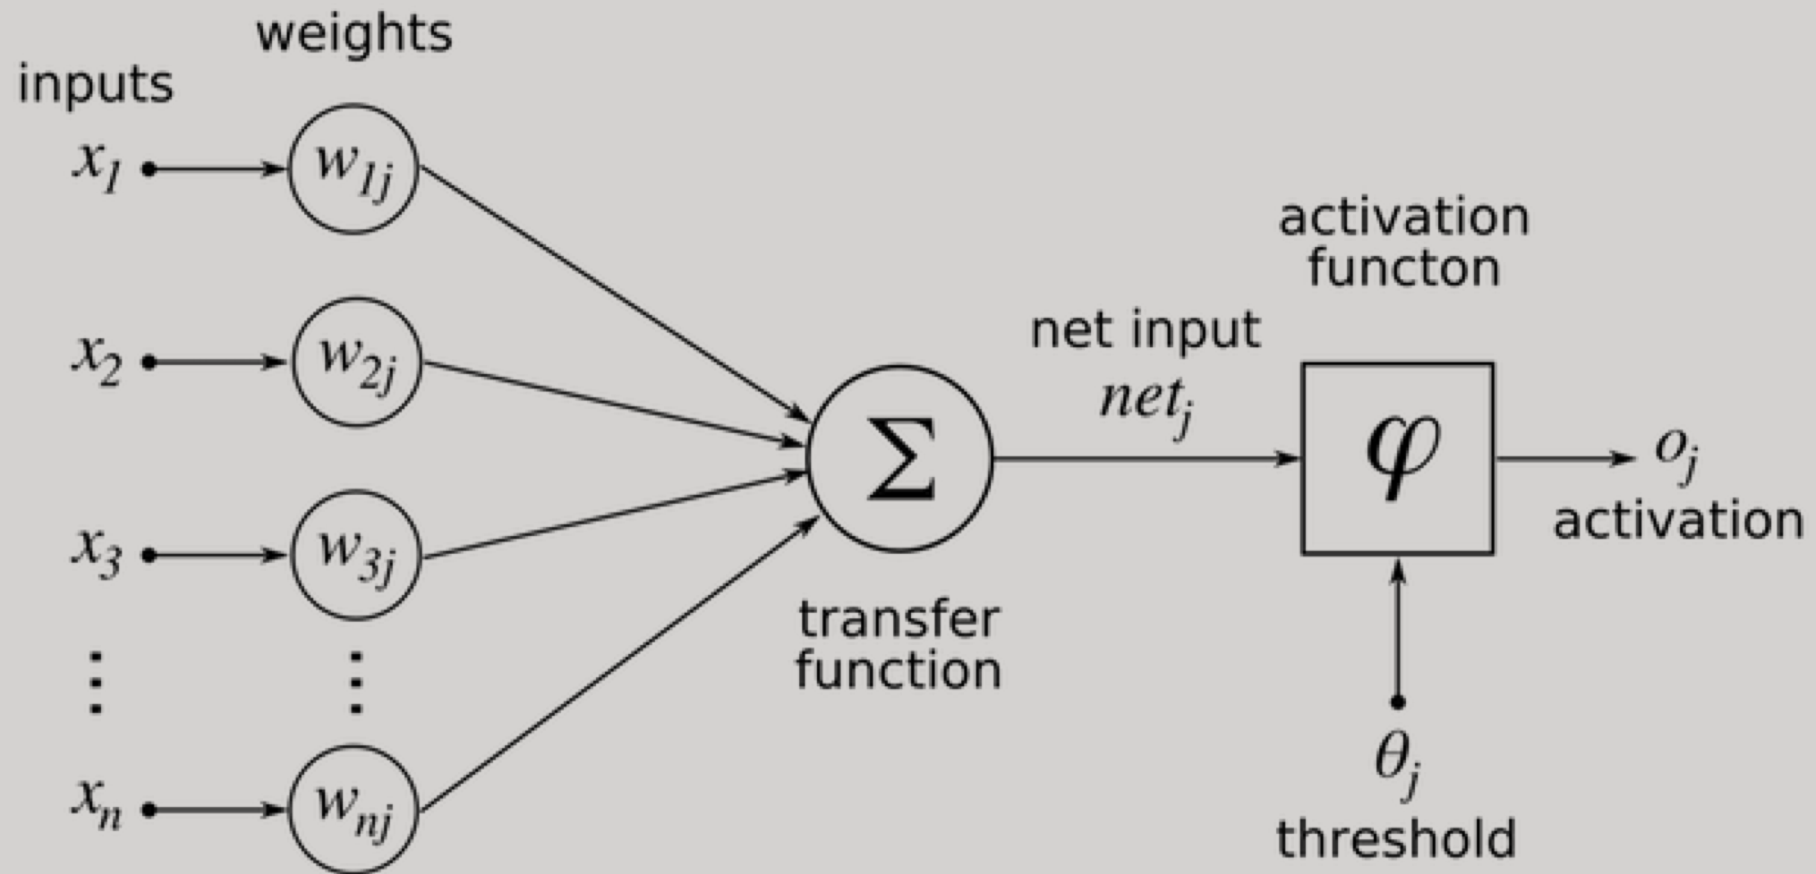 weights
inputs
x1
w1j
x2
w2j
x3
w3j
⋮
⋮
xn
wnj
Σ
transfer
function
net input
netj
activation
functon
φ
oj
activation
θj
threshold